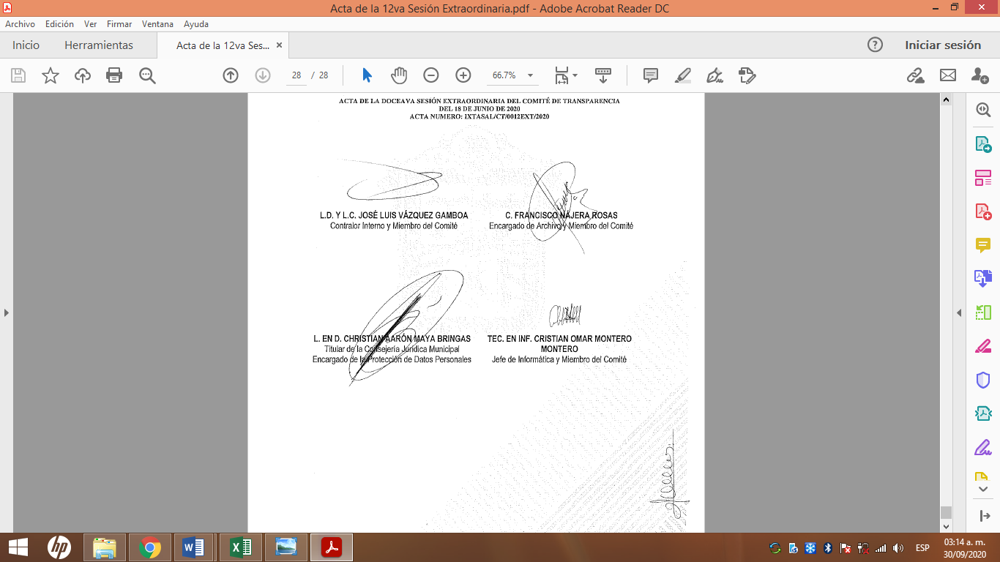 Acta de la 12va Sesión Extraordinaria.pdf - Adobe Acrobat Reader DC
Archivo Edición Ver Firmar Ventana Ayuda
Inicio Herramientas Acta de la 12va Ses... Iniciar sesión
28 / 28 66.7%
ACTA DE LA DOCEAVA SESIÓN EXTRAORDINARIA DEL COMITÉ DE TRANSPARENCIA
DEL 18 DE JUNIO DE 2020
ACTA NUMERO: IXTASAL/CT/0012EXT/2020
L.D. Y L.C. JOSÉ LUIS VÁZQUEZ GAMBOA
Contralor Interno y Miembro del Comité
C. FRANCISCO NAJERA ROSAS
Encargado de Archivo y Miembro del Comité
L. EN D. CHRISTIAN AARÓN MAYA BRINGAS
Titular de la Consejería Jurídica Municipal
Encargado de la Protección de Datos Personales
TEC. EN INF. CRISTIAN OMAR MONTERO
MONTERO
Jefe de Informática y Miembro del Comité
hp
ESP
03:14 a. m.
30/09/2020